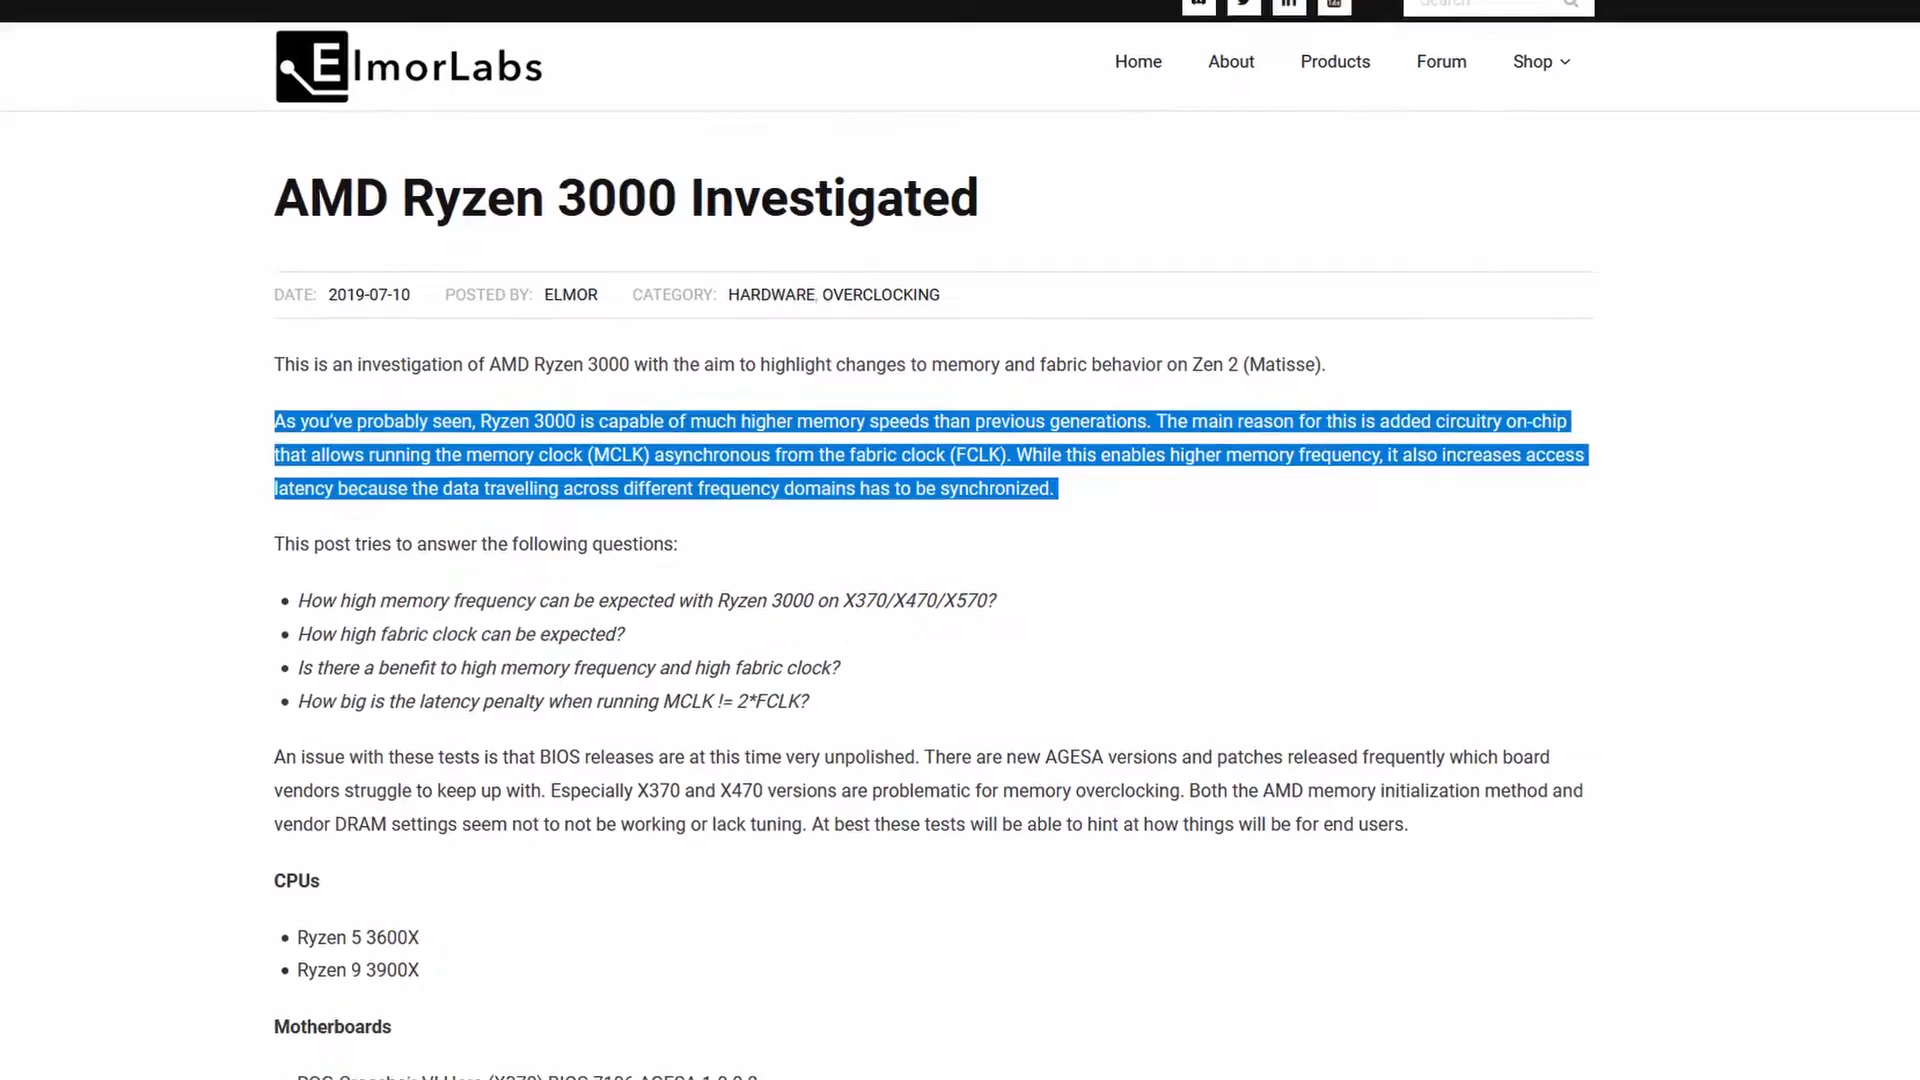 Search
ElmorLabs
Home About Products Forum Shop
AMD Ryzen 3000 Investigated
DATE: 2019-07-10 POSTED BY: ELMOR CATEGORY: HARDWARE, OVERCLOCKING
This is an investigation of AMD Ryzen 3000 with the aim to highlight changes to memory and fabric behavior on Zen 2 (Matisse).
As you've probably seen, Ryzen 3000 is capable of much higher memory speeds than previous generations. The main reason for this is added circuitry on-chip
that allows running the memory clock (MCLK) asynchronous from the fabric clock (FCLK). While this enables higher memory frequency, it also increases access
latency because the data travelling across different frequency domains has to be synchronized.
This post tries to answer the following questions:
• How high memory frequency can be expected with Ryzen 3000 on X370/X470/X570?
• How high fabric clock can be expected?
• Is there a benefit to high memory frequency and high fabric clock?
• How big is the latency penalty when running MCLK != 2*FCLK?
An issue with these tests is that BIOS releases are at this time very unpolished. There are new AGESA versions and patches released frequently which board
vendors struggle to keep up with. Especially X370 and X470 versions are problematic for memory overclocking. Both the AMD memory initialization method and
vendor DRAM settings seem not to not be working or lack tuning. At best these tests will be able to hint at how things will be for end users.
CPUs
• Ryzen 5 3600X
• Ryzen 9 3900X
Motherboards